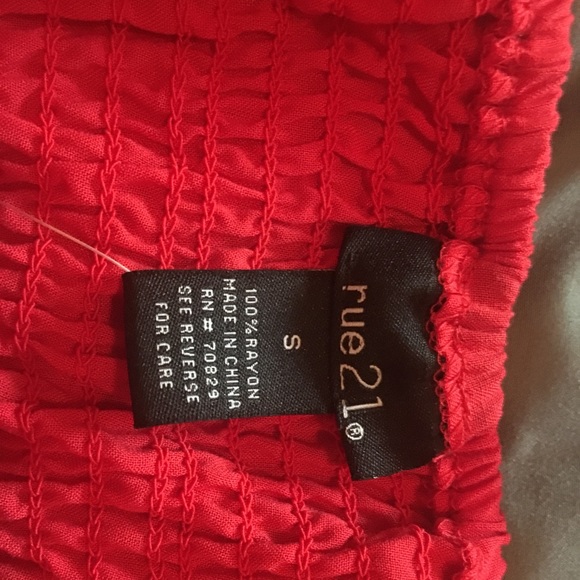 rue21®
S
100% RAYON
MADE IN CHINA
RN # 70829
SEE REVERSE
FOR CARE